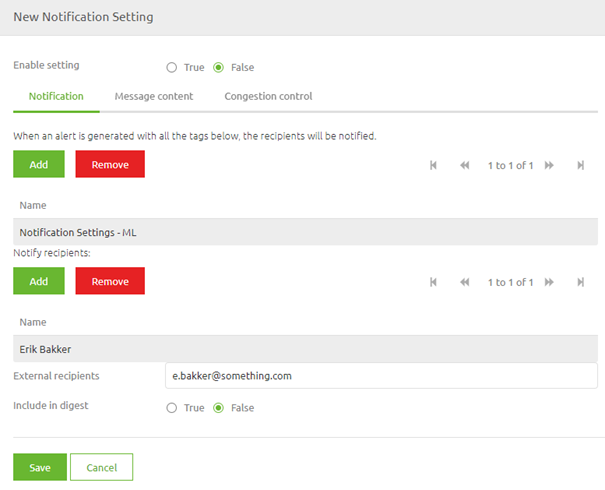 New Notification Setting
Enable setting True False
Notification Message content Congestion control
When an alert is generated with all the tags below, the recipients will be notified.
Add Remove 1 to 1 of 1
Name
Notification Settings - ML
Notify recipients:
Add Remove 1 to 1 of 1
Name
Erik Bakker
External recipients e.bakker@something.com
Include in digest True False
Save Cancel